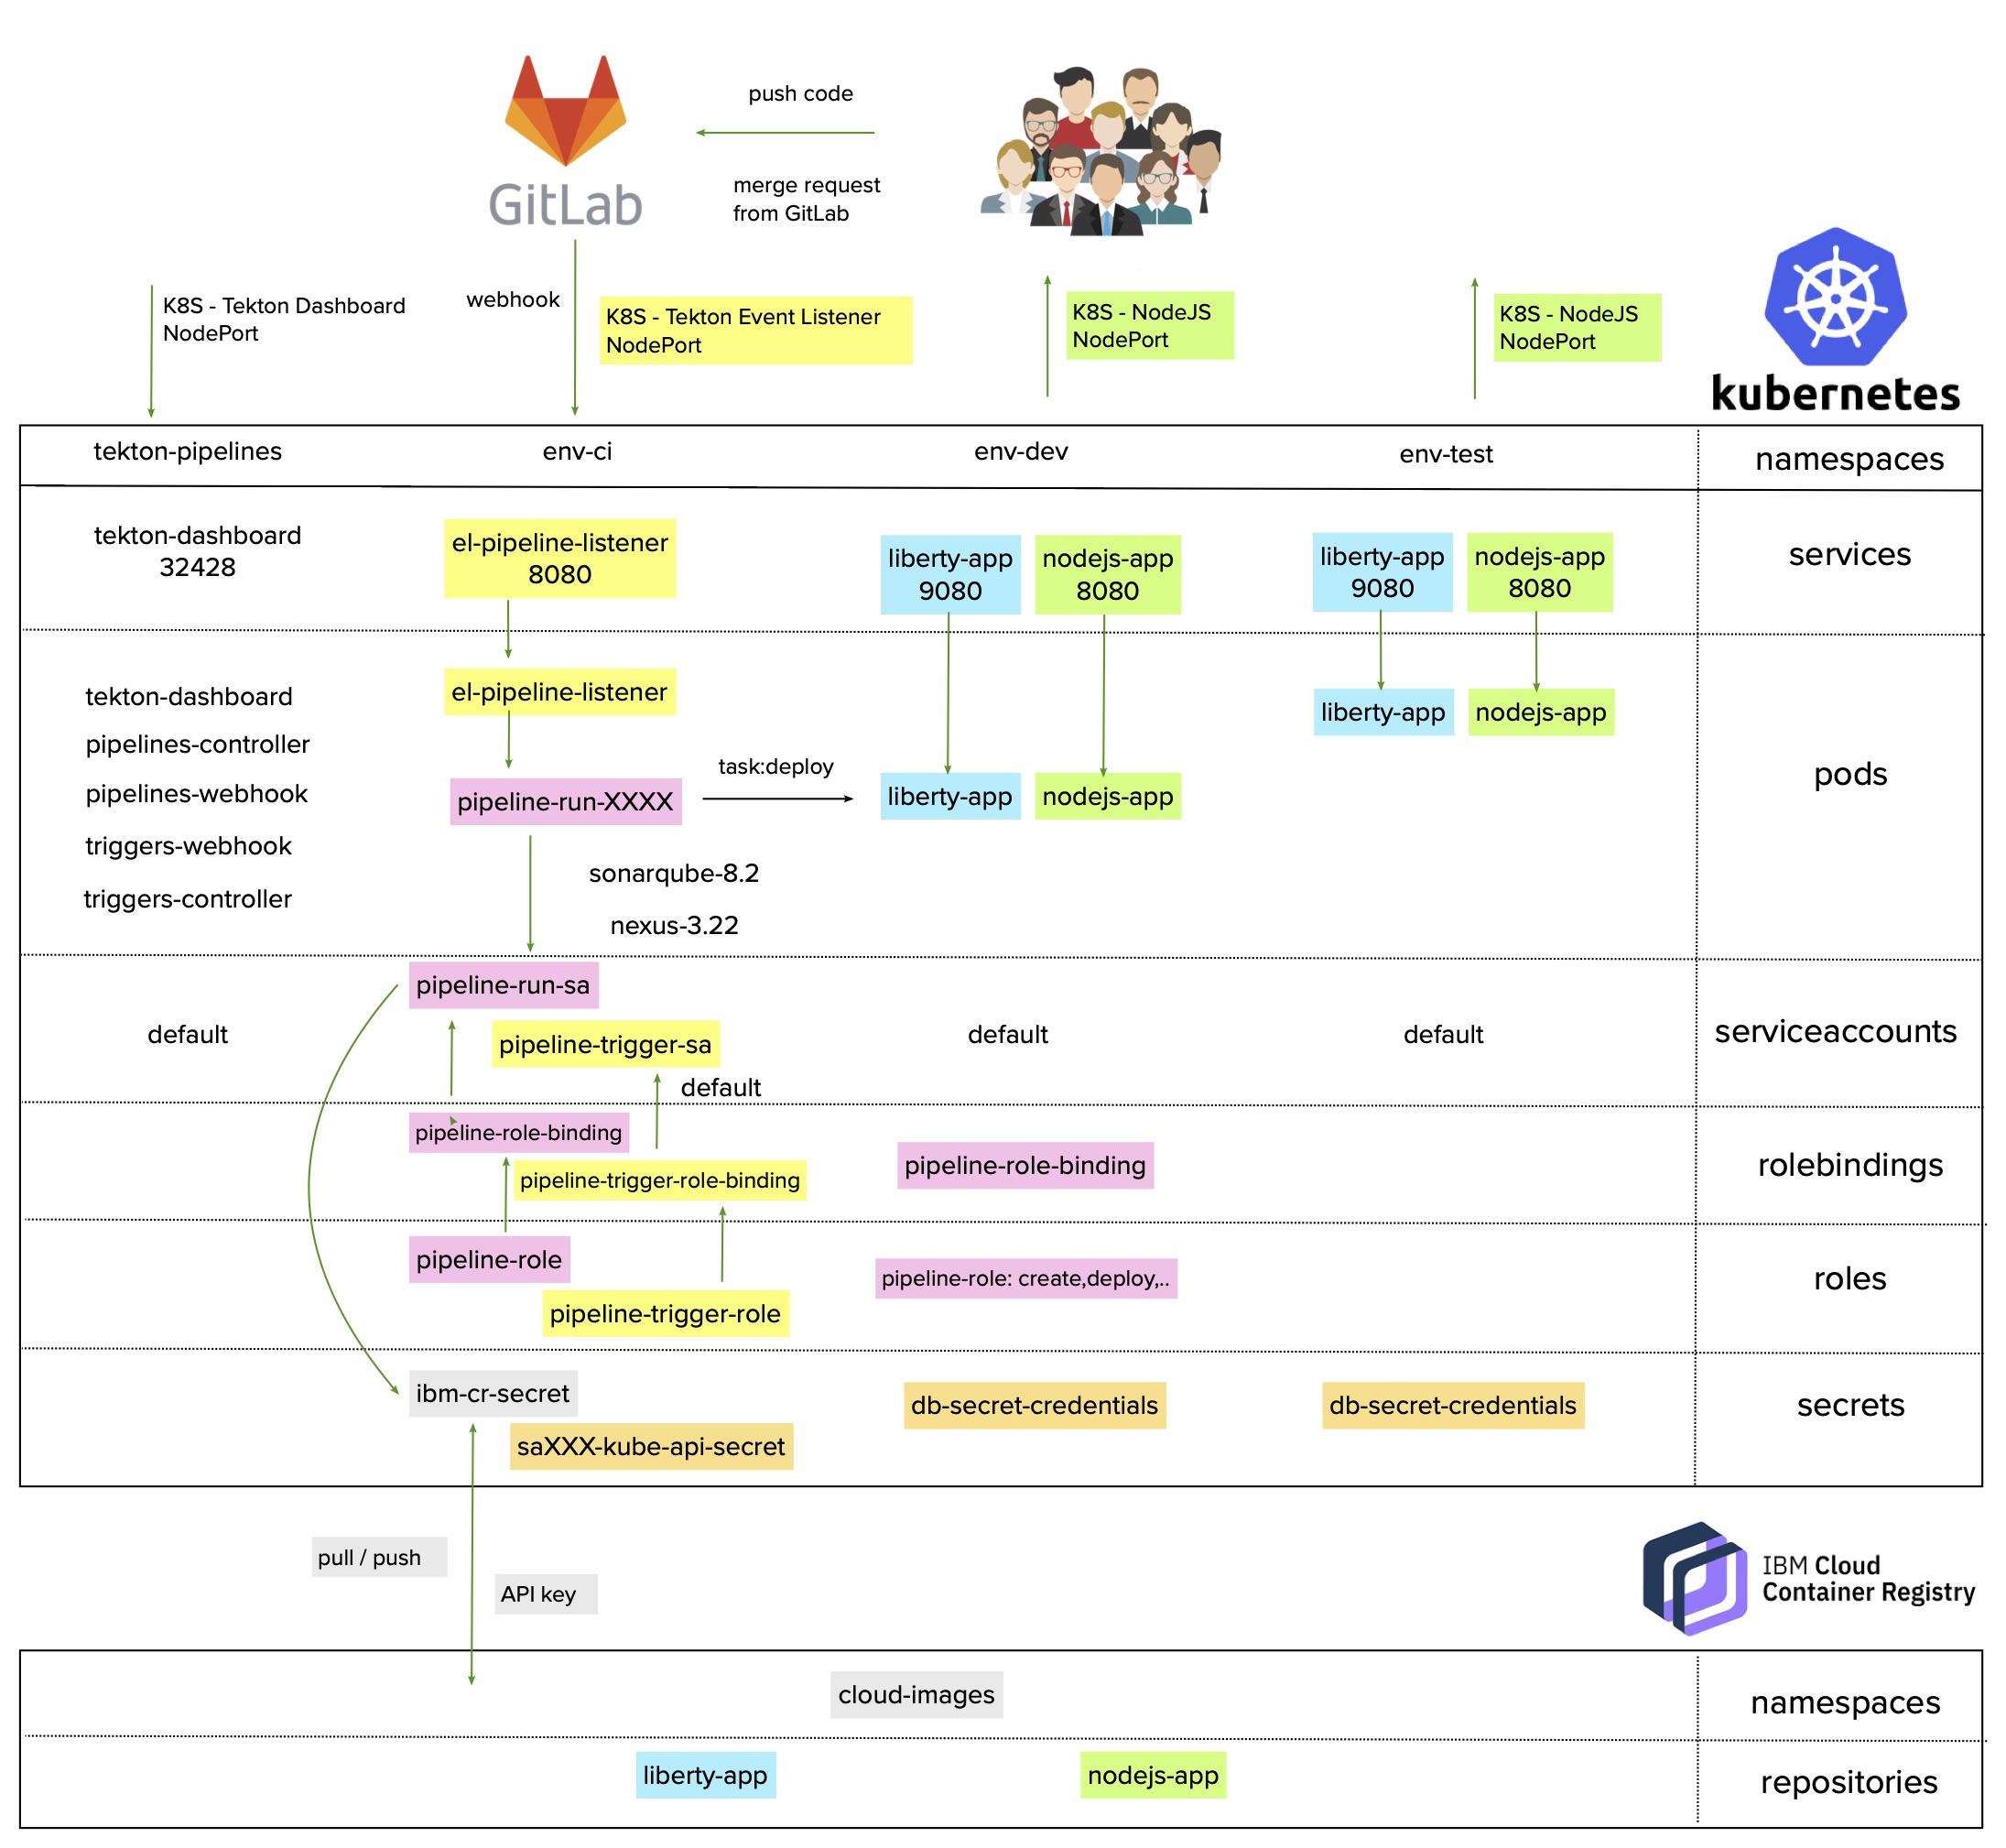 push code
GitLab
merge request
from GitLab
K8S - Tekton Dashboard
NodePort
webhook
K8S - Tekton Event Listener
NodePort
K8S - NodeJS
NodePort
K8S - NodeJS
NodePort
kubernetes
tekton-pipelines
env-ci
env-dev
env-test
namespaces
tekton-dashboard
32428
el-pipeline-listener
8080
liberty-app
9080
nodejs-app
8080
liberty-app
9080
nodejs-app
8080
services
tekton-dashboard
pipelines-controller
pipelines-webhook
triggers-webhook
triggers-controller
el-pipeline-listener
pipeline-run-XXXX
task:deploy
sonarqube-8.2
nexus-3.22
liberty-app
nodejs-app
liberty-app
nodejs-app
pods
default
pipeline-run-sa
pipeline-trigger-sa
default
default
default
serviceaccounts
pipeline-role-binding
pipeline-trigger-role-binding
pipeline-role-binding
rolebindings
pipeline-role
pipeline-trigger-role
pipeline-role: create,deploy,..
roles
ibm-cr-secret
saXXX-kube-api-secret
db-secret-credentials
db-secret-credentials
secrets
pull / push
API key
IBM Cloud
Container Registry
cloud-images
namespaces
liberty-app
nodejs-app
repositories